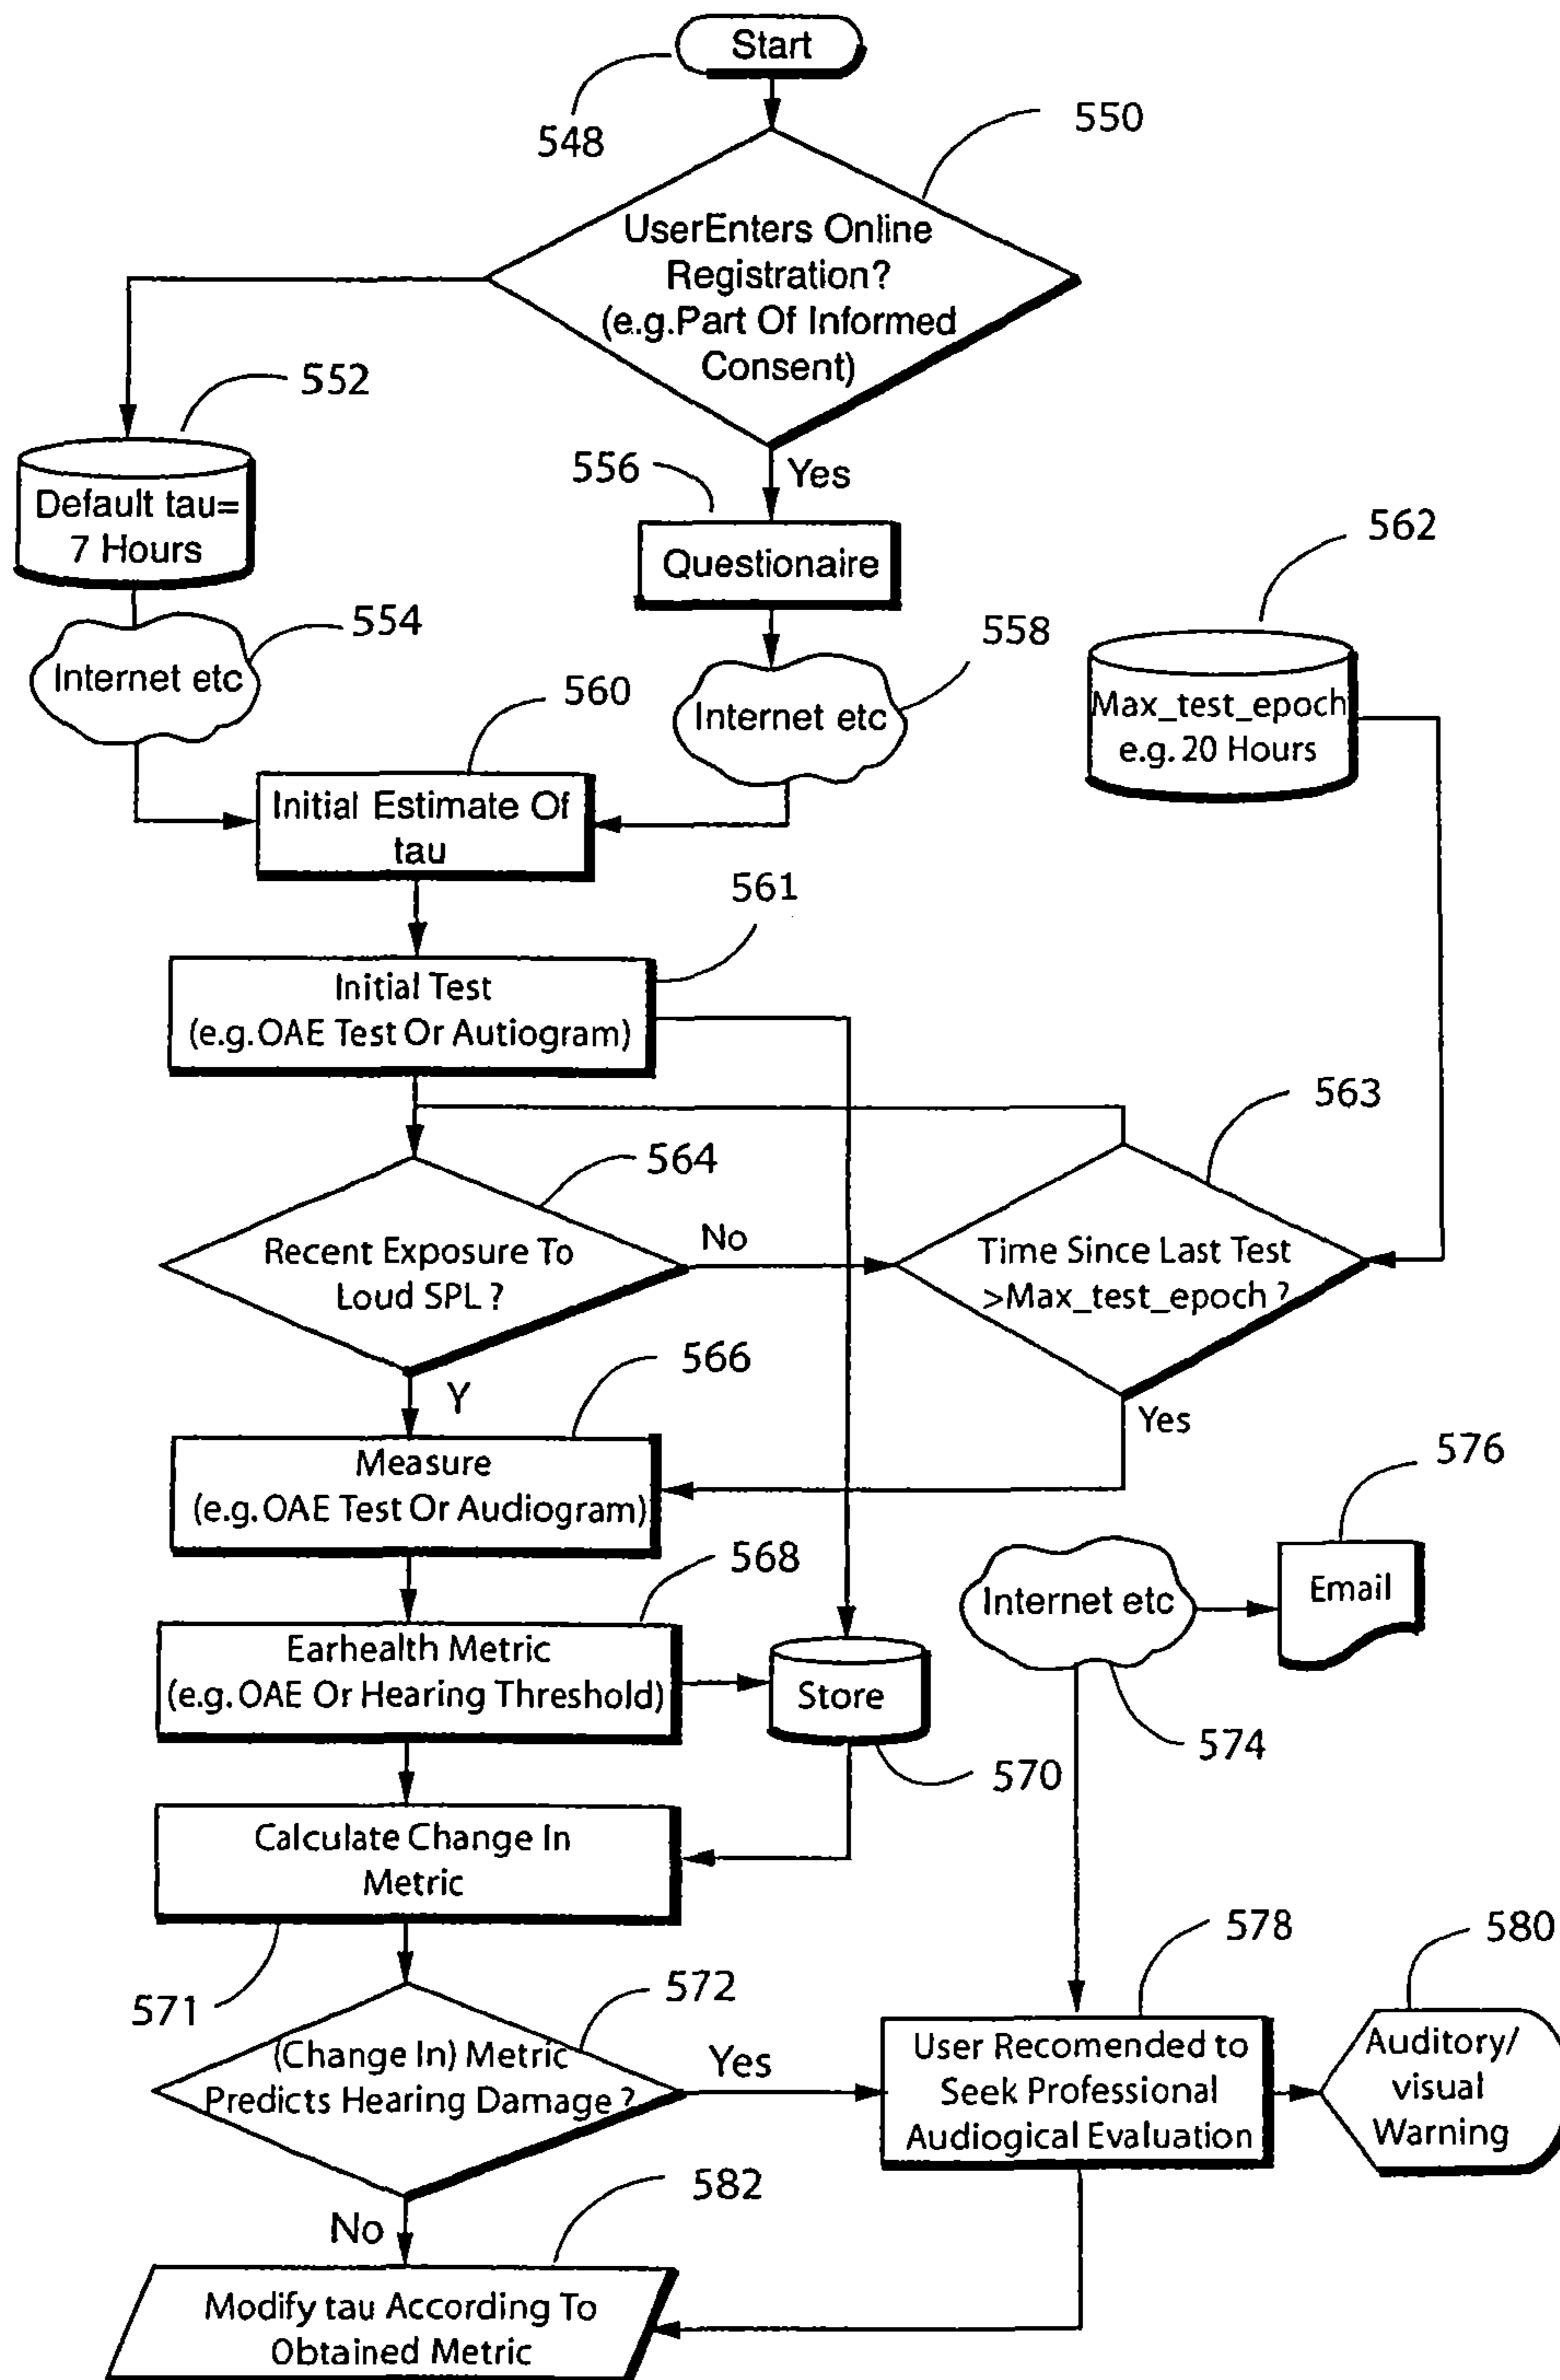 Start
548
550
UserEnters Online
Registration?
(e.g.Part Of Informed
Consent)
552
Default tau=
7 Hours
556
Yes
Questionaire
562
554
Internet etc
558
Internet etc
Max_test_epoch
e.g. 20 Hours
560
Initial Estimate Of
tau
561
Initial Test
(e.g. OAE Test Or Autiogram)
563
564
Recent Exposure To
Loud SPL ?
No
Time Since Last Test
>Max_test_epoch ?
566
Y
Yes
Measure
(e.g. OAE Test Or Audiogram)
576
568
Internet etc
Email
Earhealth Metric
(e.g. OAE Or Hearing Threshold)
Store
574
570
Calculate Change In
Metric
578
580
571
572
(Change In) Metric
Predicts Hearing Damage ?
Yes
User Recomended to
Seek Professional
Audiogical Evaluation
Auditory/
visual
Warning
582
No
Modify tau According To
Obtained Metric